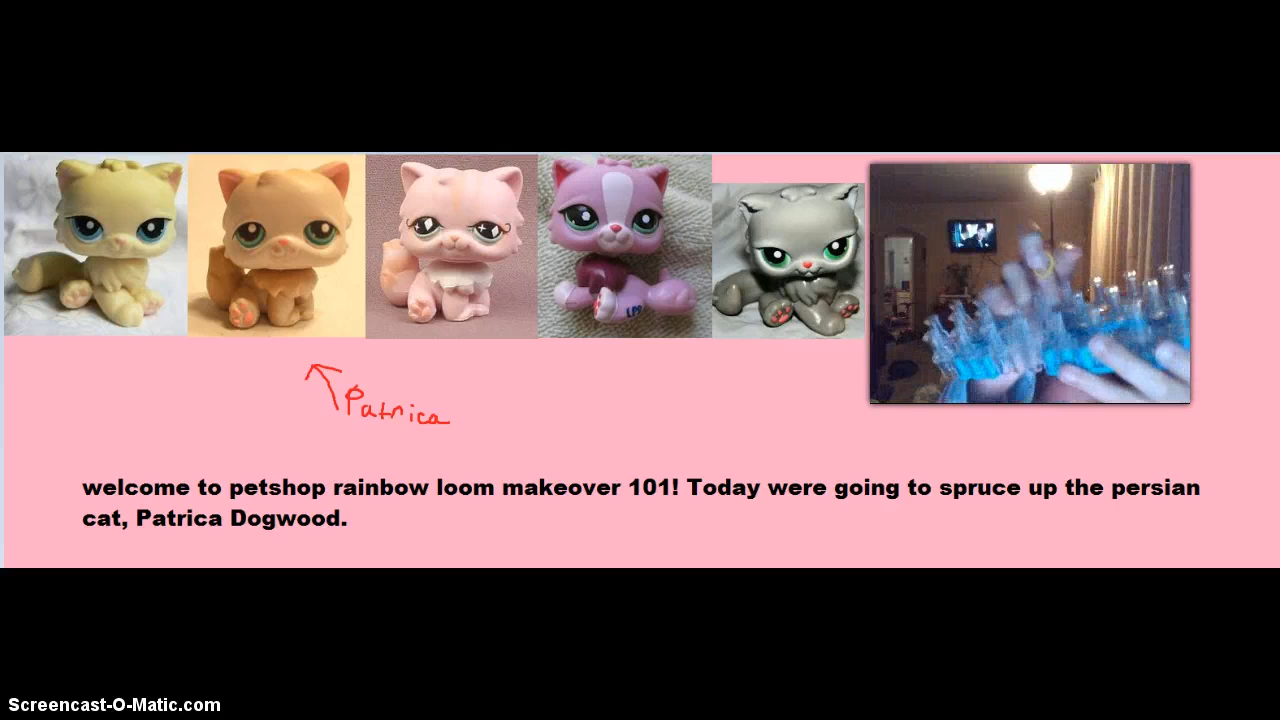 LPS
Patrica
welcome to petshop rainbow loom makeover 101! Today were going to spruce up the persian
cat, Patrica Dogwood.
Screencast-O-Matic.com